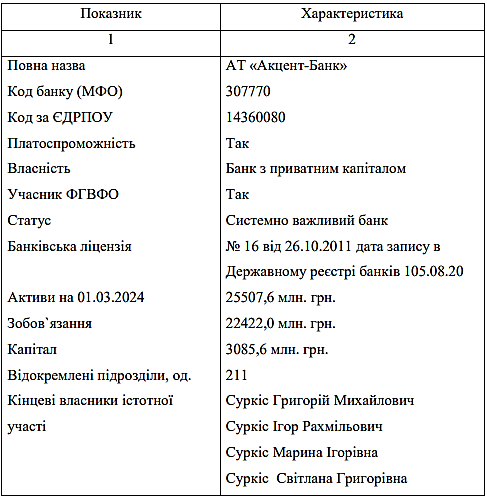 Показник Характеристика
1 2
Повна назва АТ «Акцент-Банк»
Код банку (МФО) 307770
Код за ЄДРПОУ 14360080
Платоспроможність Так
Власність Банк з приватним капіталом
Учасник ФГВФО Так
Статус Системно важливий банк
Банківська ліцензія № 16 від 26.10.2011 дата запису в
Державному реєстрі банків 105.08.20
Активи на 01.03.2024 25507,6 млн. грн.
Зобов`язання 22422,0 млн. грн.
Капітал 3085,6 млн. грн.
Відокремлені підрозділи, од. 211
Кінцеві власники істотної Суркіс Григорій Михайлович
участі Суркіс Ігор Рахмільович
Суркіс Марина Ігорівна
Суркіс Світлана Григорівна